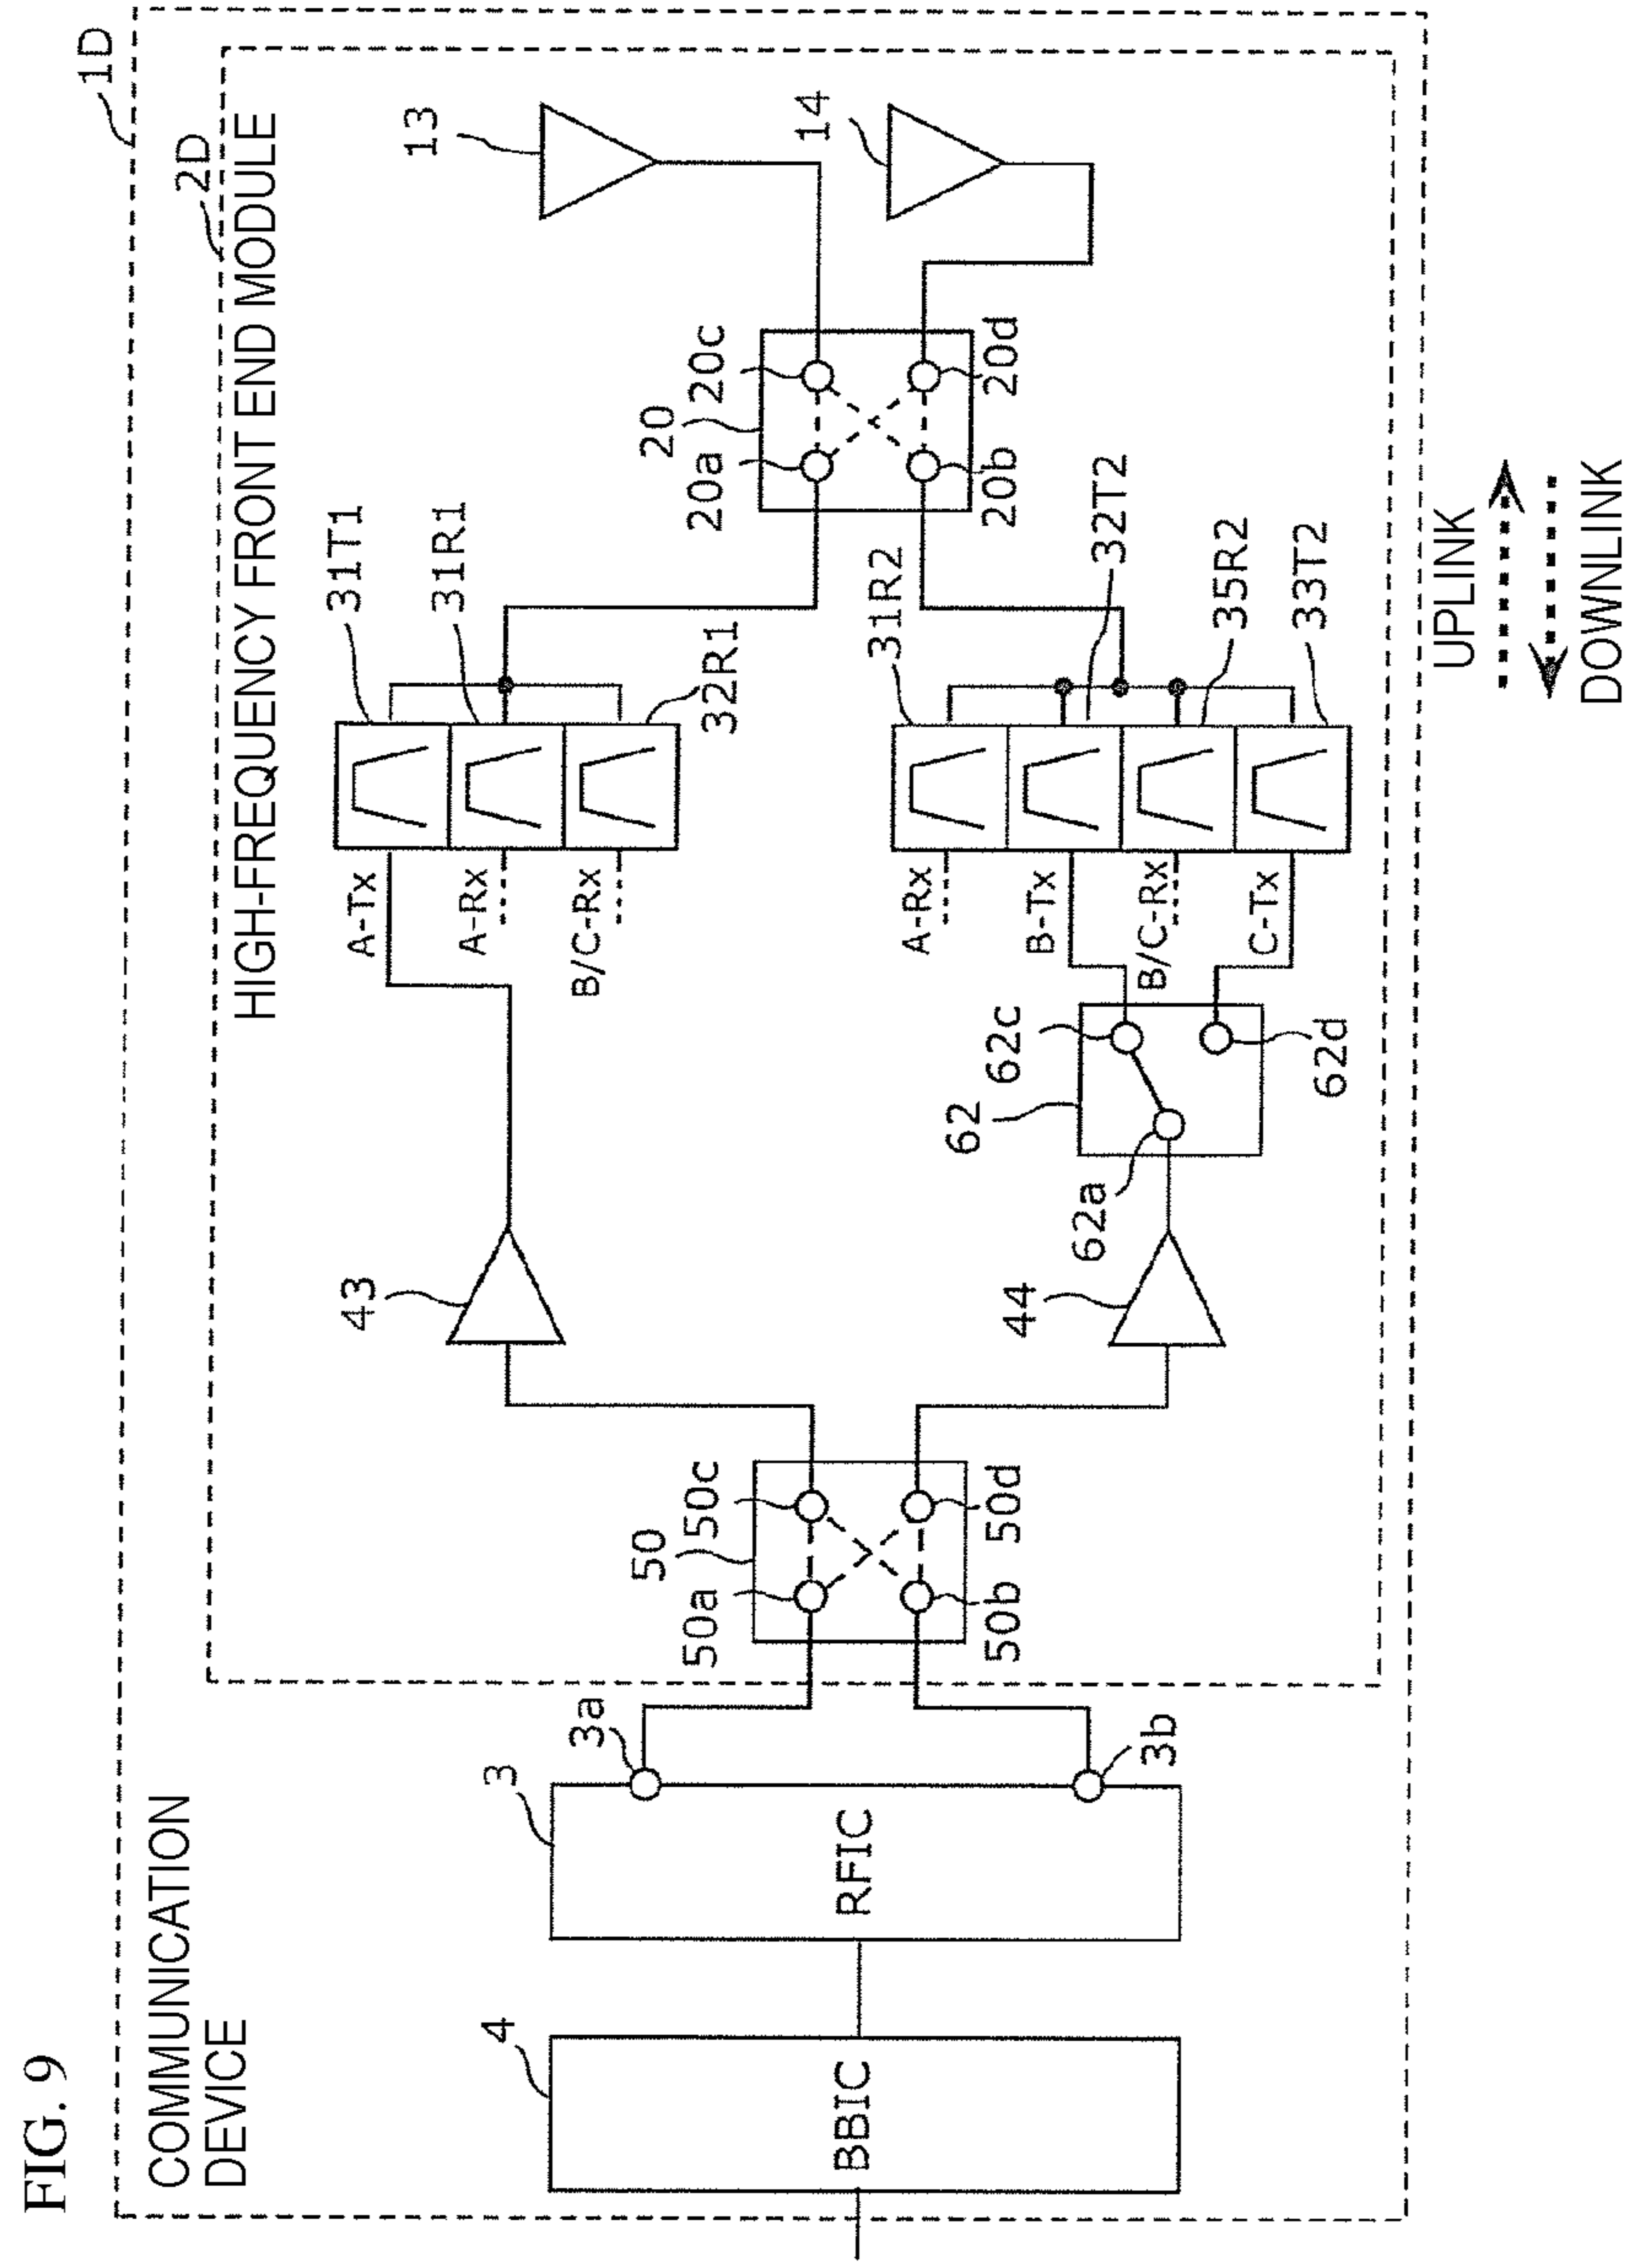 FIG. 9
COMMUNICATION
DEVICE
1D
HIGH-FREQUENCY FRONT END MODULE
2D
4
BBIC
3
RFIC
3a
3b
50
50a
50c
50b
50d
43
44
62
62a
62c
62d
A-Tx
A-Rx
B/C-Rx
31T1
31R1
32R1
A-Rx
B-Tx
B/C-Rx
C-Tx
31R2
32T2
35R2
33T2
20
20a
20c
20b
20d
13
14
UPLINK
DOWNLINK